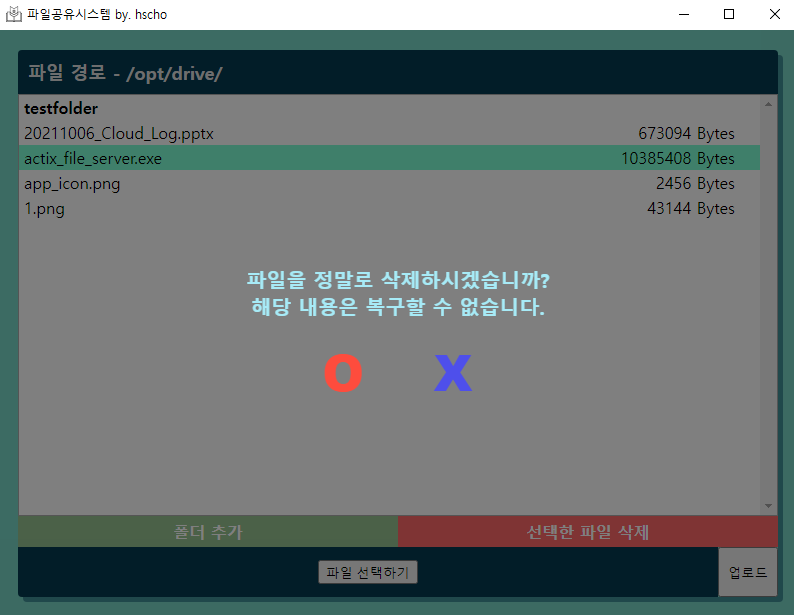 파일공유시스템 by. hscho
파일 경로 - /opt/drive/
testfolder
20211006_Cloud_Log.pptx 673094 Bytes
actix_file_server.exe 10385408 Bytes
app_icon.png 2456 Bytes
1.png 43144 Bytes
파일을 정말로 삭제하시겠습니까?
해당 내용은 복구할 수 없습니다.
O X
폴더 추가 선택한 파일 삭제
파일 선택하기 업로드